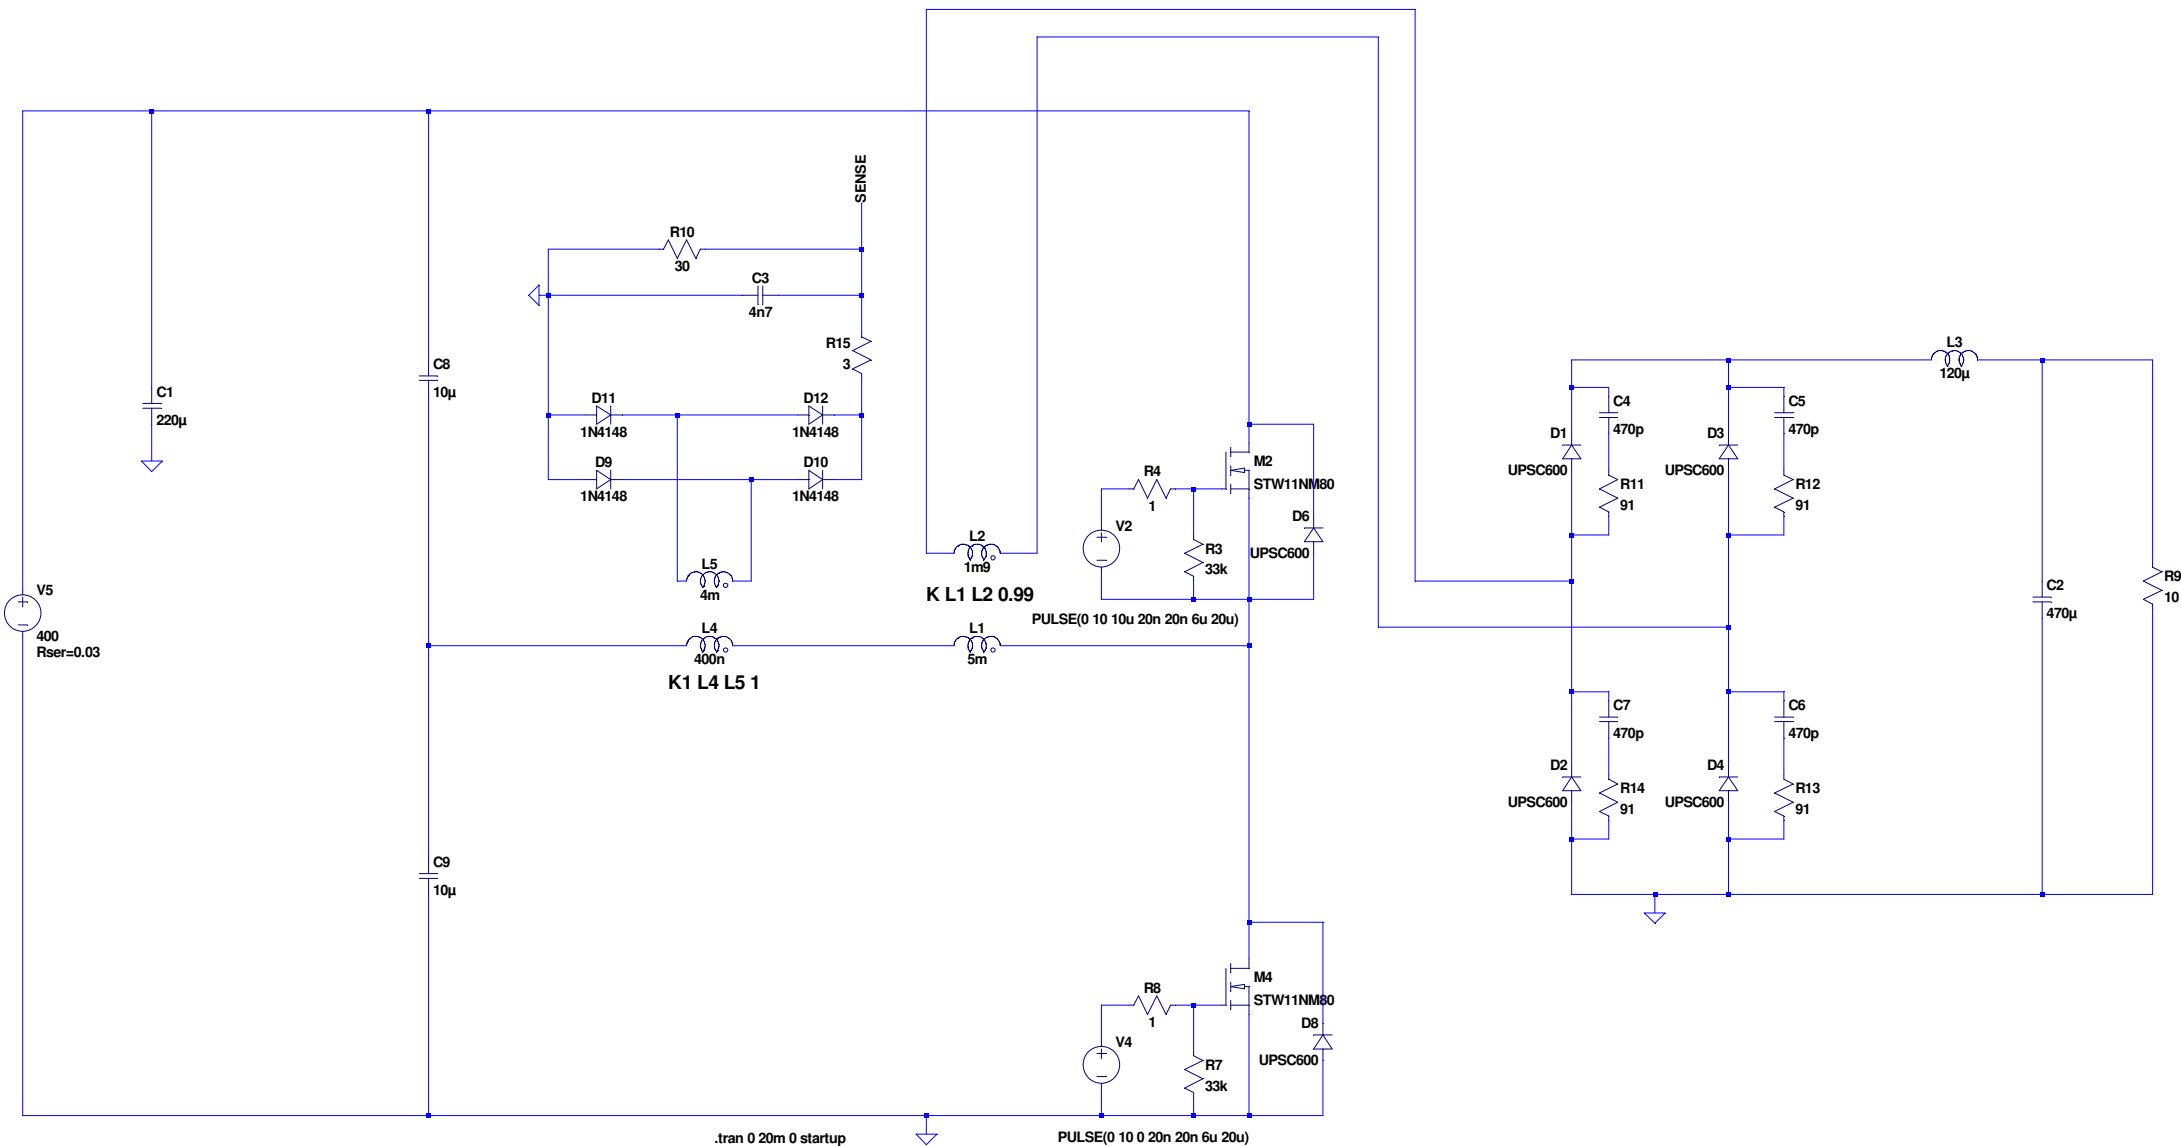 SENSE
R10
30
C3
4n7
R15
3
C8
10µ
C1
220µ
D11
1N4148
D12
1N4148
D9
1N4148
D10
1N4148
L5
4m
L4
400n
K1 L4 L5 1
L2
1m9
K L1 L2 0.99
L1
5m
V5
400
Rser=0.03
R4
1
V2
R3
33k
M2
STW11NM80
D6
UPSC600
PULSE(0 10 10u 20n 20n 6u 20u)
L3
120µ
C4
470p
D1
UPSC600
R11
91
C5
470p
D3
UPSC600
R12
91
C2
470µ
R9
10
C7
470p
D2
UPSC600
R14
91
C6
470p
D4
UPSC600
R13
91
C9
10µ
R8
1
V4
R7
33k
M4
STW11NM80
D8
UPSC600
.tran 0 20m 0 startup
PULSE(0 10 0 20n 20n 6u 20u)